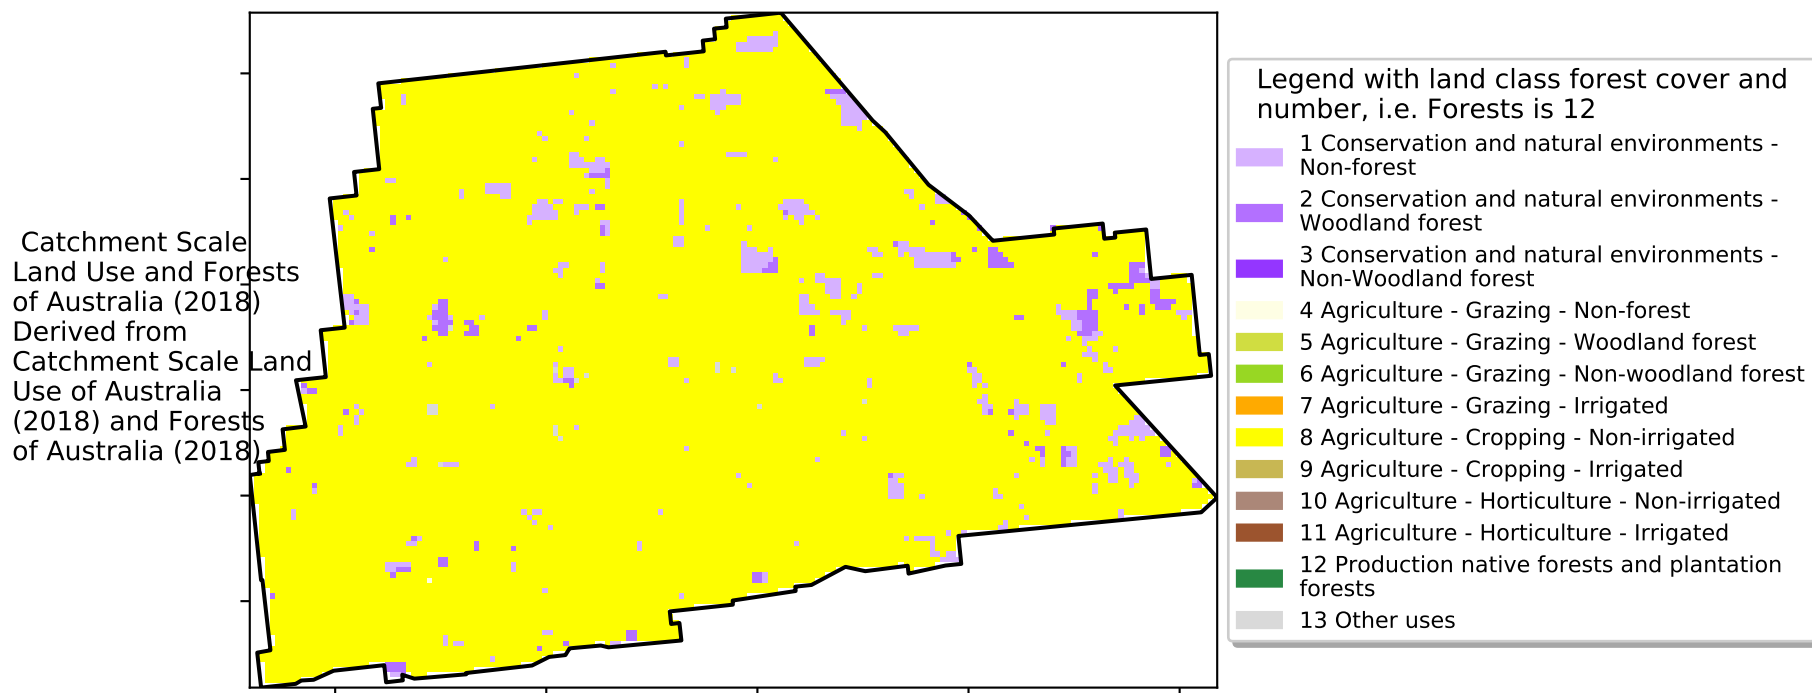 Catchment Scale
Land Use and Forests
of Australia (2018)
Derived from
Catchment Scale Land
Use of Australia
(2018) and Forests
of Australia (2018)
Legend with land class forest cover and
number, i.e. Forests is 12
1 Conservation and natural environments -
Non-forest
2 Conservation and natural environments -
Woodland forest
3 Conservation and natural environments -
Non-Woodland forest
4 Agriculture - Grazing - Non-forest
5 Agriculture - Grazing - Woodland forest
6 Agriculture - Grazing - Non-woodland forest
7 Agriculture - Grazing - Irrigated
8 Agriculture - Cropping - Non-irrigated
9 Agriculture - Cropping - Irrigated
10 Agriculture - Horticulture - Non-irrigated
11 Agriculture - Horticulture - Irrigated
12 Production native forests and plantation
forests
13 Other uses